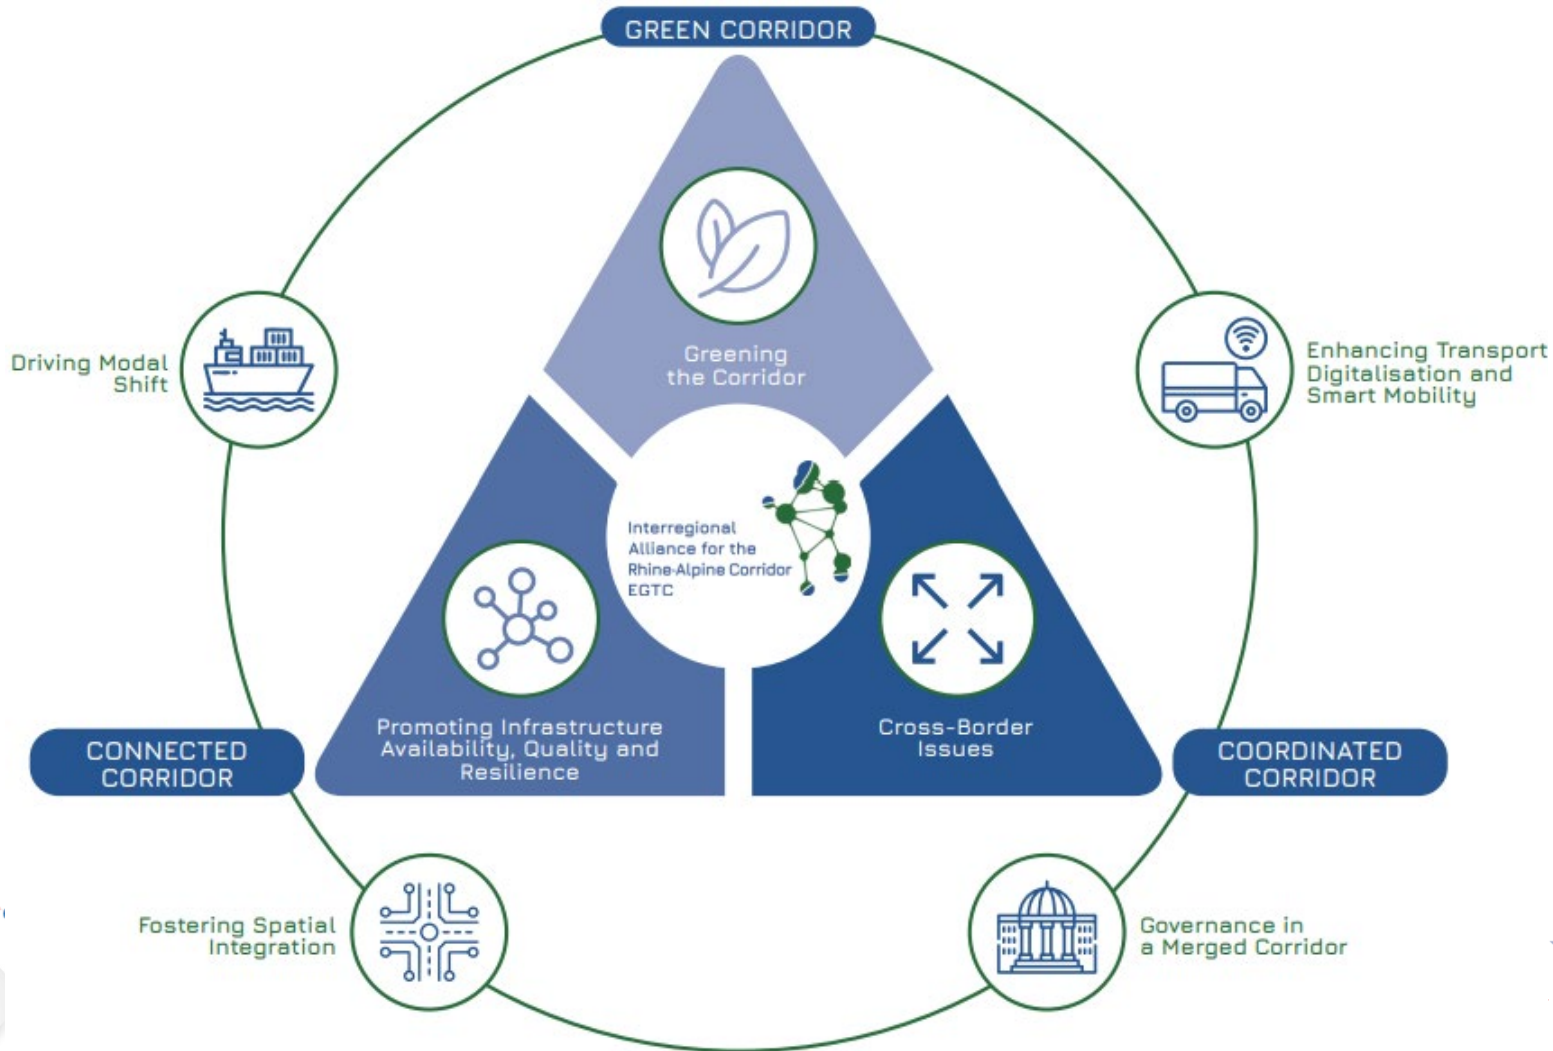 GREEN CORRIDOR
Greening
the Corridor
Driving Modal
Shift
Enhancing Transport
Digitalisation and
Smart Mobility
Interregional
Alliance for the
Rhine-Alpine Corridor
EGTC
Promoting Infrastructure
Availability, Quality and
Resilience
Cross-Border
Issues
CONNECTED
CORRIDOR
COORDINATED
CORRIDOR
Fostering Spatial
Integration
Governance in
a Merged Corridor